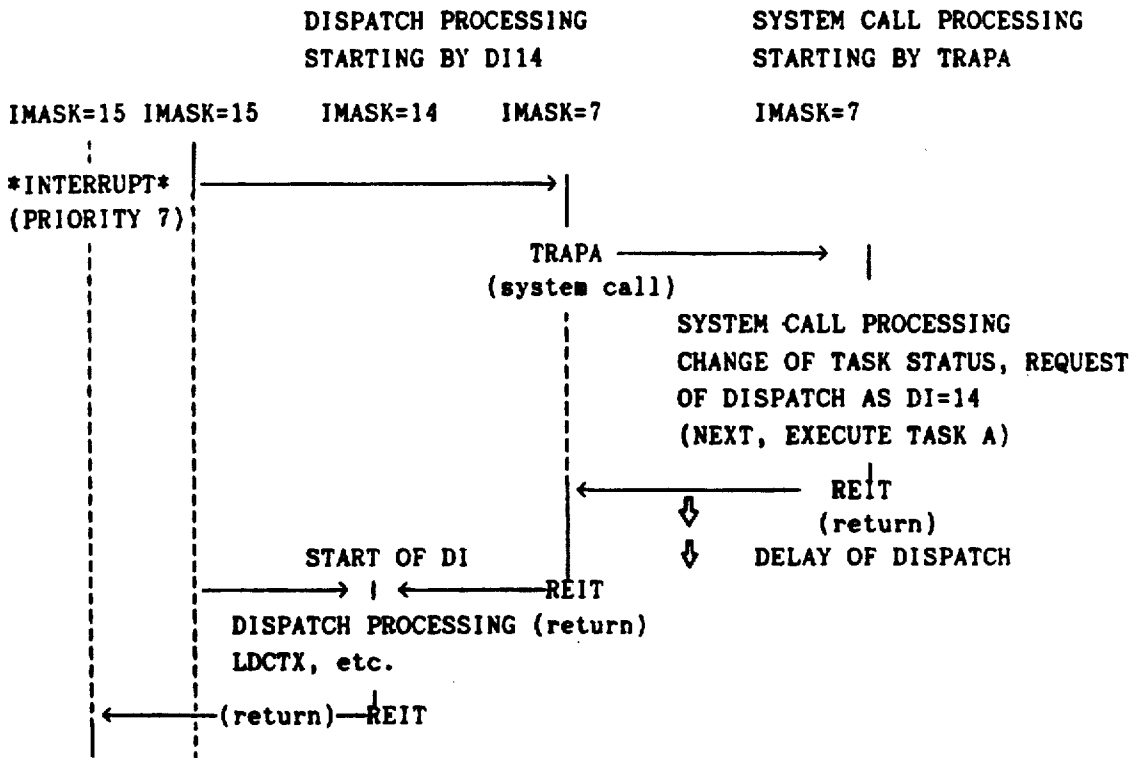 DISPATCH PROCESSING SYSTEM CALL PROCESSING
STARTING BY DI14 STARTING BY TRAPA
IMASK=15 IMASK=15 IMASK=14 IMASK=7 IMASK=7
*INTERRUPT*
(PRIORITY 7)
TRAPA
(system call)
SYSTEM CALL PROCESSING
CHANGE OF TASK STATUS, REQUEST
OF DISPATCH AS DI=14
(NEXT, EXECUTE TASK A)
REIT
(return)
START OF DI DELAY OF DISPATCH
REIT
DISPATCH PROCESSING (return)
LDCTX, etc.
(return) REIT